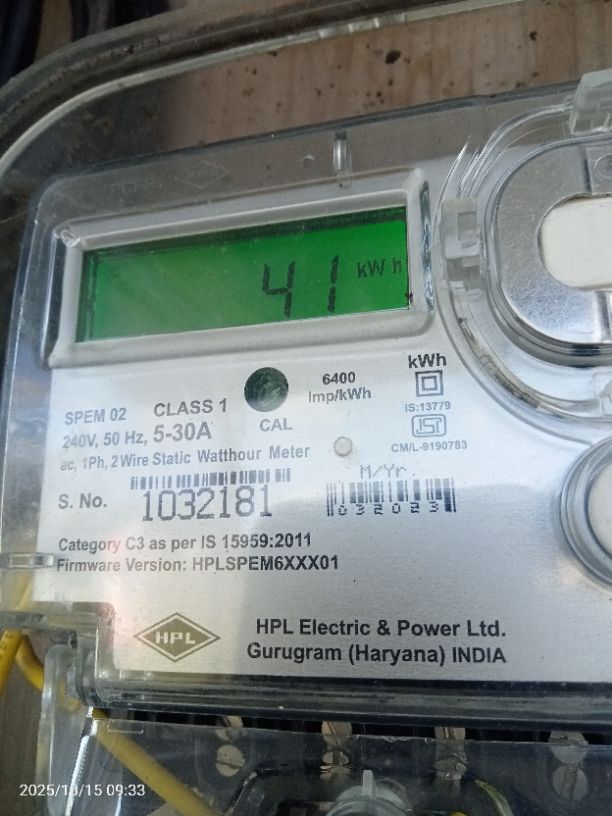 41 kW h
kWh
6400
imp/kWh
IS:13779
SPEM 02 CLASS 1
CAL
240V, 50 Hz, 5-30A
ISI
CM/L-9190783
ac, 1Ph, 2 Wire Static Watthour Meter
M/Yr.
S. No. 1032181
032023
Category C3 as per IS 15959:2011
Firmware Version: HPLSPEM6XXX01
HPL
HPL Electric & Power Ltd.
Gurugram (Haryana) INDIA
2025/10/15 09:33